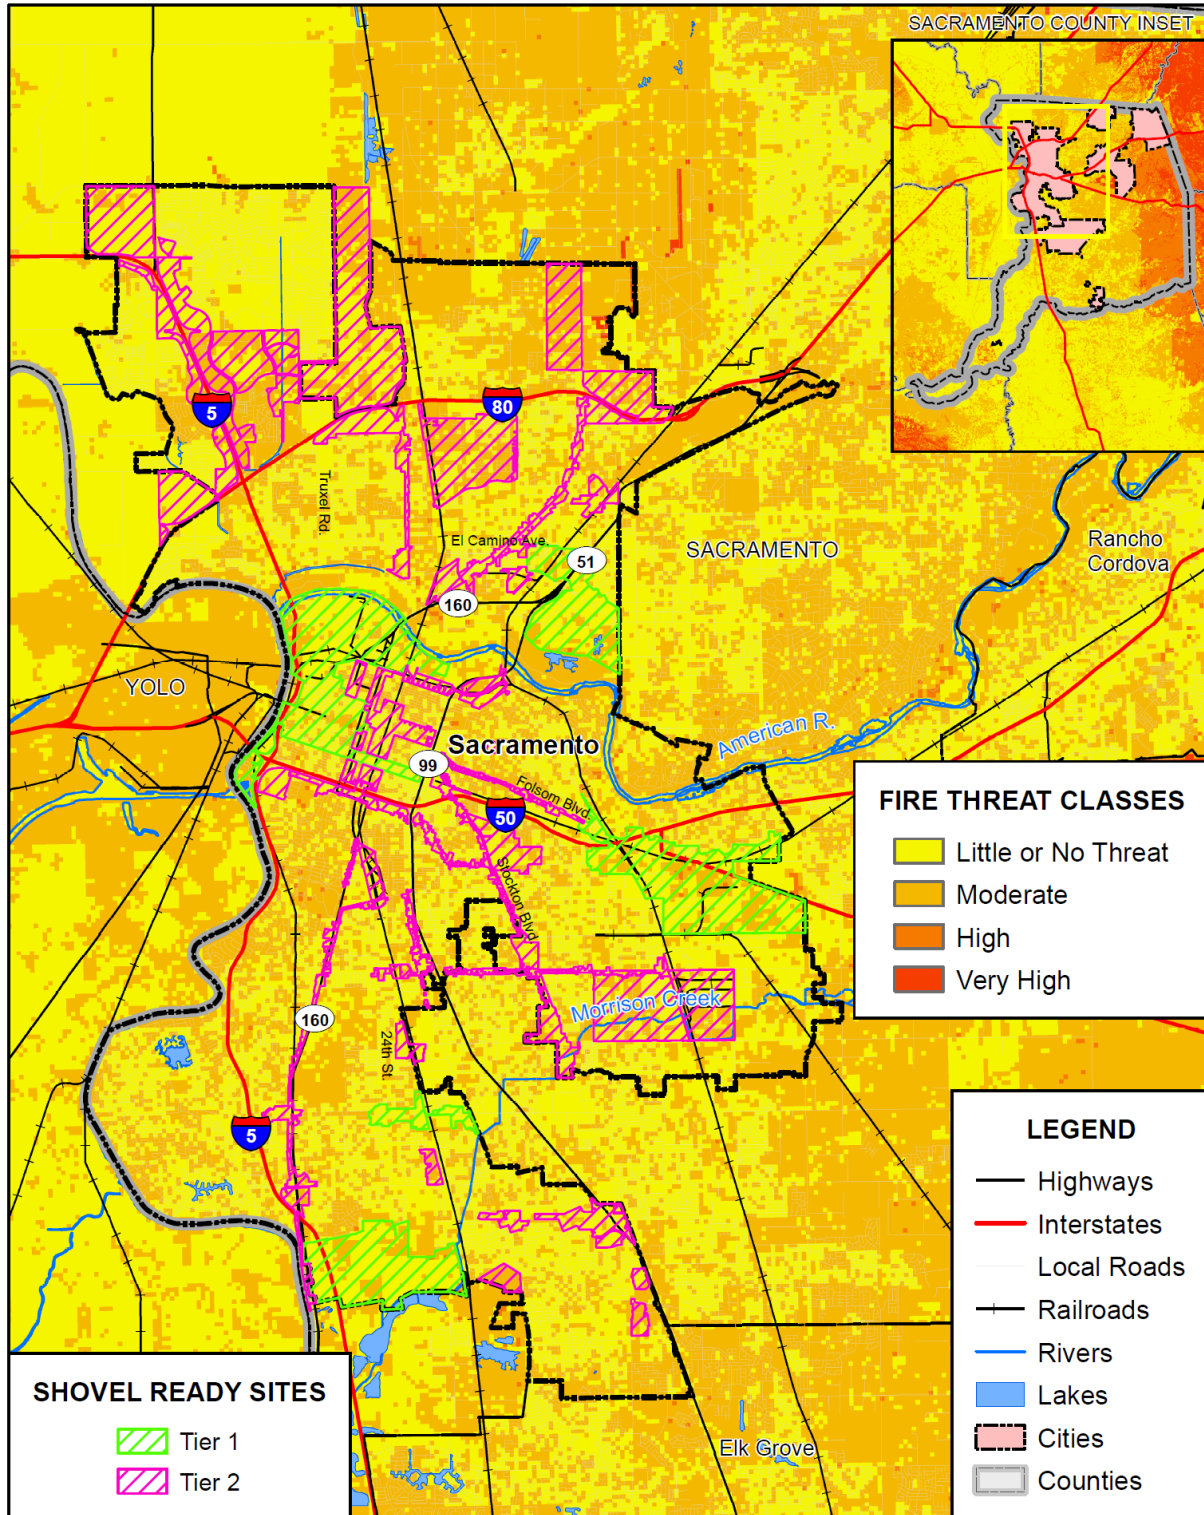 SACRAMENTO COUNTY INSET
5
80
Truxel Rd.
El Camino Ave.
51
160
SACRAMENTO
Rancho
Cordova
YOLO
American R.
Sacramento
99
Folsom Blvd.
50
Stockton Blvd.
FIRE THREAT CLASSES
Little or No Threat
Moderate
High
Very High
Morrison Creek
160
24th St.
5
LEGEND
Highways
Interstates
Local Roads
Railroads
Rivers
Lakes
Cities
Counties
SHOVEL READY SITES
Tier 1
Tier 2
Elk Grove